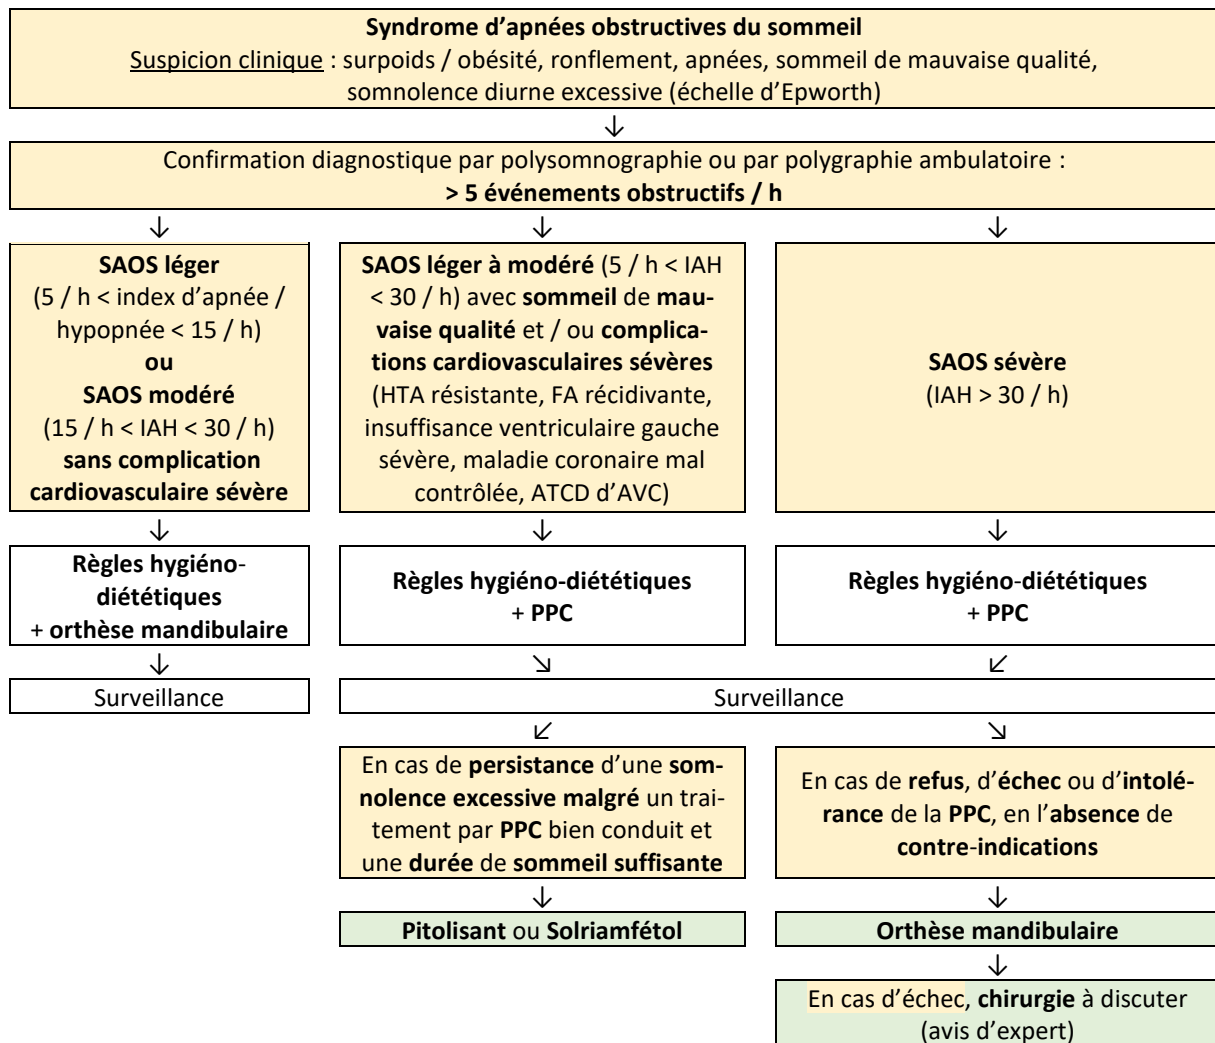 Syndrome d’apnées obstructives du sommeil
Suspicion clinique : surpoids / obésité, ronflement, apnées, sommeil de mauvaise qualité,
somnolence diurne excessive (échelle d’Epworth)
↓
Confirmation diagnostique par polysomnographie ou par polygraphie ambulatoire :
> 5 événements obstructifs / h
↓
↓
↓
SAOS léger
(5 / h < index d’apnée /
hypopnée < 15 / h)
ou
SAOS modéré
(15 / h < IAH < 30 / h)
sans complication
cardiovasculaire sévère
SAOS léger à modéré (5 / h < IAH
< 30 / h) avec sommeil de mau-
vaise qualité et / ou complica-
tions cardiovasculaires sévères
(HTA résistante, FA récidivante,
insuffisance ventriculaire gauche
sévère, maladie coronaire mal
contrôlée, ATCD d’AVC)
SAOS sévère
(IAH > 30 / h)
↓
↓
↓
Règles hygiéno-
diététiques
+ orthèse mandibulaire
Règles hygiéno-diététiques
+ PPC
Règles hygiéno-diététiques
+ PPC
↓
↘
↙
Surveillance
Surveillance
↙
↘
En cas de persistance d’une som-
nolence excessive malgré un trai-
tement par PPC bien conduit et
une durée de sommeil suffisante
En cas de refus, d’échec ou d’intolé-
rance de la PPC, en l’absence de
contre-indications
↓
↓
Pitolisant ou Solriamfétol
Orthèse mandibulaire
↓
En cas d’échec, chirurgie à discuter
(avis d’expert)